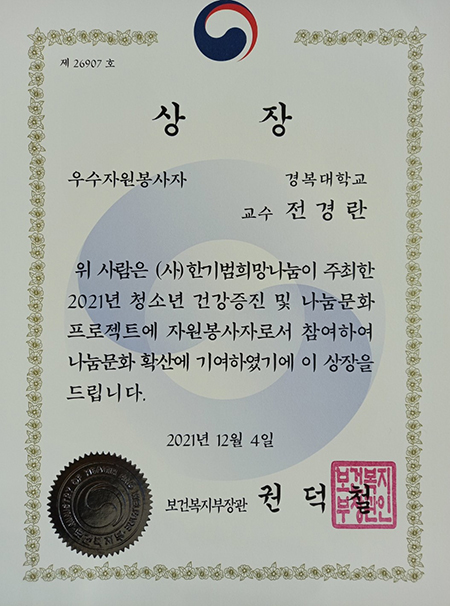 제 26907 호
상 장
우수자원봉사자 경복대학교
교수 전경란
위 사람은 (사)한기범희망나눔이 주최한
2021년 청소년 건강증진 및 나눔문화
프로젝트에 자원봉사자로서 참여하여
나눔문화 확산에 기여하였기에 이 상장을
드립니다.
2021년 12월 4일
보건복지부장관 권덕철
보건복지
부장관인